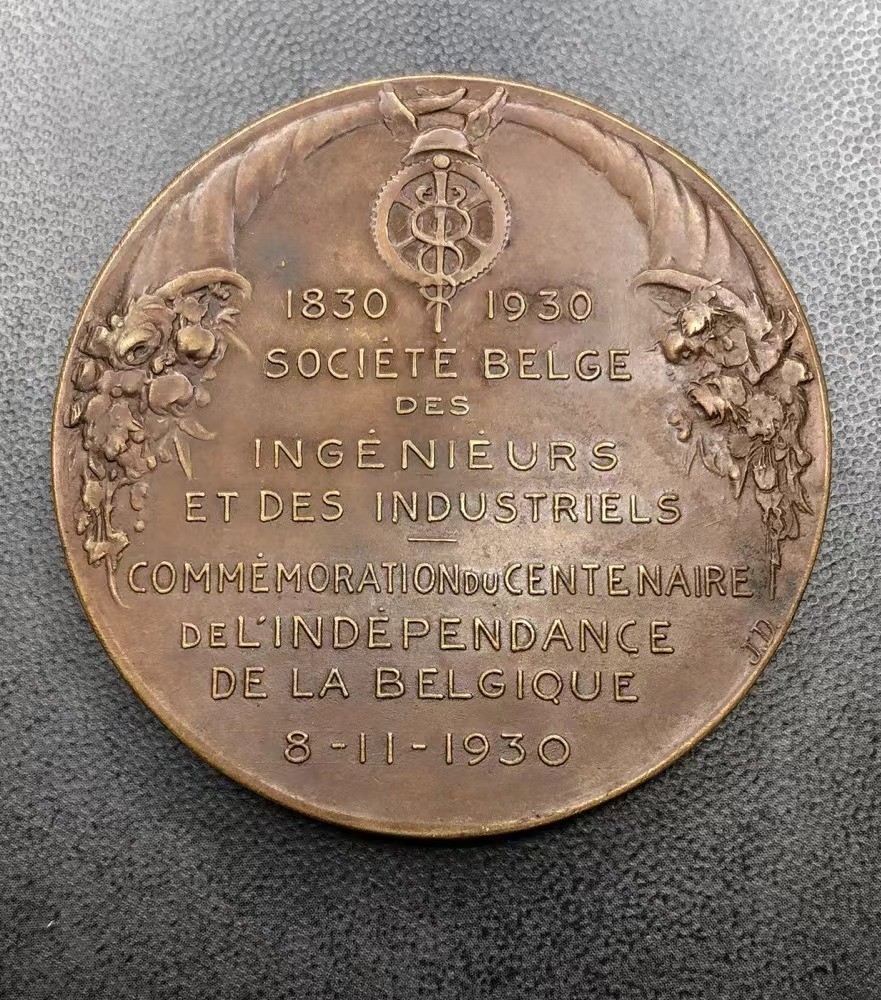 1830 1930
SOCIÉTÉ BELGE
DES
INGÉNIÉURS
ET DES INDUSTRIELS
—
COMMÉMORATION DU CENTENAIRE
DE L'INDÉPENDANCE
DE LA BELGIQUE
J.D
8-11-1930